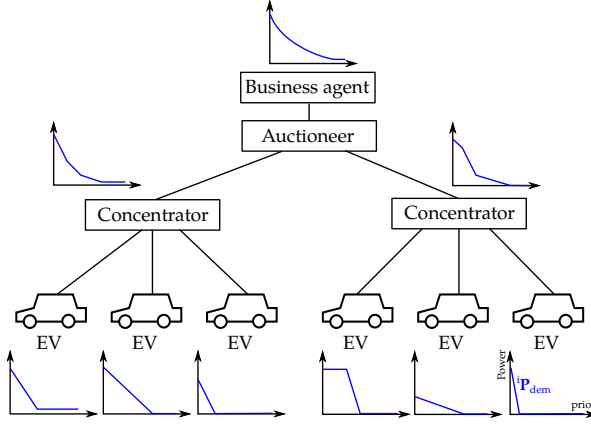 Business agent
Auctioneer
Concentrator
Concentrator
EV
EV
EV
EV
EV
EV
Power
iPdem
prio